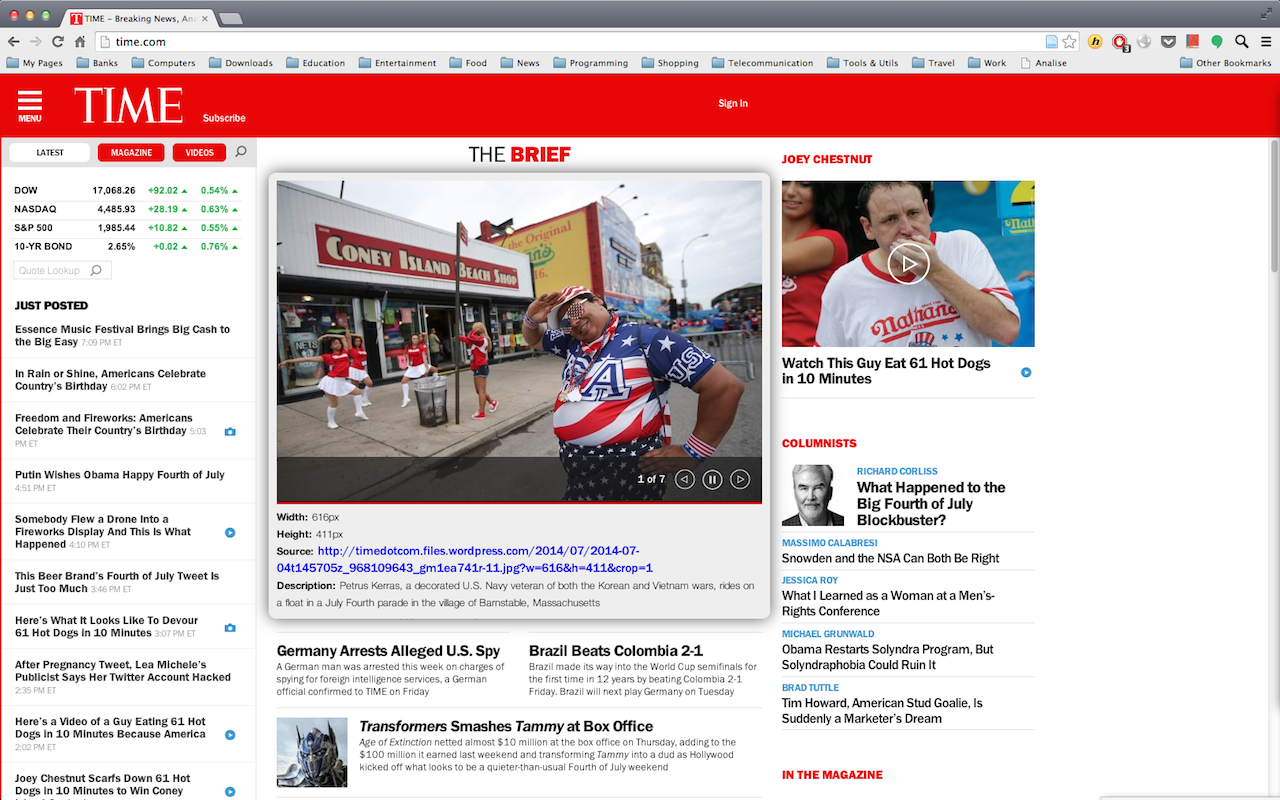 TIME – Breaking News, Ana
time.com
My Pages
Banks
Computers
Downloads
Education
Entertainment
Food
News
Programming
Shopping
Telecommunication
Tools & Utils
Travel
Work
Analise
Other Bookmarks
MENU
TIME
Subscribe
Sign In
LATEST
MAGAZINE
VIDEOS
DOW 17,068.26 +92.02 0.54%
NASDAQ 4,485.93 +28.19 0.63%
S&P 500 1,985.44 +10.82 0.55%
10-YR BOND 2.65% +0.02 0.76%
Quote Lookup
JUST POSTED
Essence Music Festival Brings Big Cash to
the Big Easy 7:09 PM ET
In Rain or Shine, Americans Celebrate
Country's Birthday 6:02 PM ET
Freedom and Fireworks: Americans
Celebrate Their Country's Birthday 5:03
PM ET
Putin Wishes Obama Happy Fourth of July
4:51 PM ET
Somebody Flew a Drone Into a
Fireworks Display And This Is What
Happened 4:10 PM ET
This Beer Brand's Fourth of July Tweet Is
Just Too Much 3:46 PM ET
Here's What It Looks Like To Devour
61 Hot Dogs in 10 Minutes 3:07 PM ET
After Pregnancy Tweet, Lea Michele's
Publicist Says Her Twitter Account Hacked
2:35 PM ET
Here's a Video of a Guy Eating 61 Hot
Dogs in 10 Minutes Because America
2:02 PM ET
Joey Chestnut Scarfs Down 61 Hot
Dogs in 10 Minutes to Win Coney
THE BRIEF
CONEY ISLAND BEACH SHOP
the Original
16.
NETS
USA
USA
1 of 7
Width: 616px
Height: 411px
Source: http://timedotcom.files.wordpress.com/2014/07/2014-07-
04t145705z_968109643_gm1ea741r-11.jpg?w=616&h=411&crop=1
Description: Petrus Kerras, a decorated U.S. Navy veteran of both the Korean and Vietnam wars, rides on
a float in a July Fourth parade in the village of Barnstable, Massachusetts
Germany Arrests Alleged U.S. Spy
A German man was arrested this week on charges of
spying for foreign intelligence services, a German
official confirmed to TIME on Friday
Brazil Beats Colombia 2-1
Brazil made its way into the World Cup semifinals for
the first time in 12 years by beating Colombia 2-1
Friday. Brazil will next play Germany on Tuesday
Transformers Smashes Tammy at Box Office
Age of Extinction netted almost $10 million at the box office on Thursday, adding to the
$100 million it earned last weekend and transforming Tammy into a dud as Hollywood
kicked off what looks to be a quieter-than-usual Fourth of July weekend
JOEY CHESTNUT
Nathan's
Watch This Guy Eat 61 Hot Dogs
in 10 Minutes
COLUMNISTS
RICHARD CORLISS
What Happened to the
Big Fourth of July
Blockbuster?
MASSIMO CALABRESI
Snowden and the NSA Can Both Be Right
JESSICA ROY
What I Learned as a Woman at a Men's-
Rights Conference
MICHAEL GRUNWALD
Obama Restarts Solyndra Program, But
Solyndraphobia Could Ruin It
BRAD TUTTLE
Tim Howard, American Stud Goalie, Is
Suddenly a Marketer's Dream
IN THE MAGAZINE